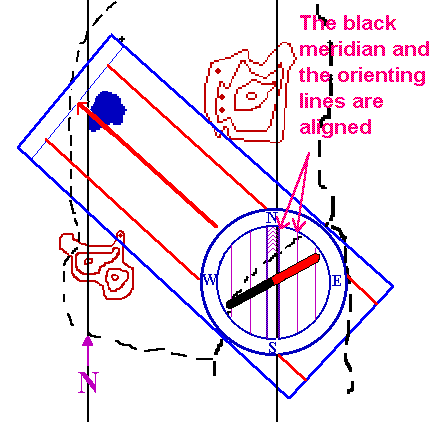 The black
meridian and
the orienting
lines are
aligned
N
W
E
S
N